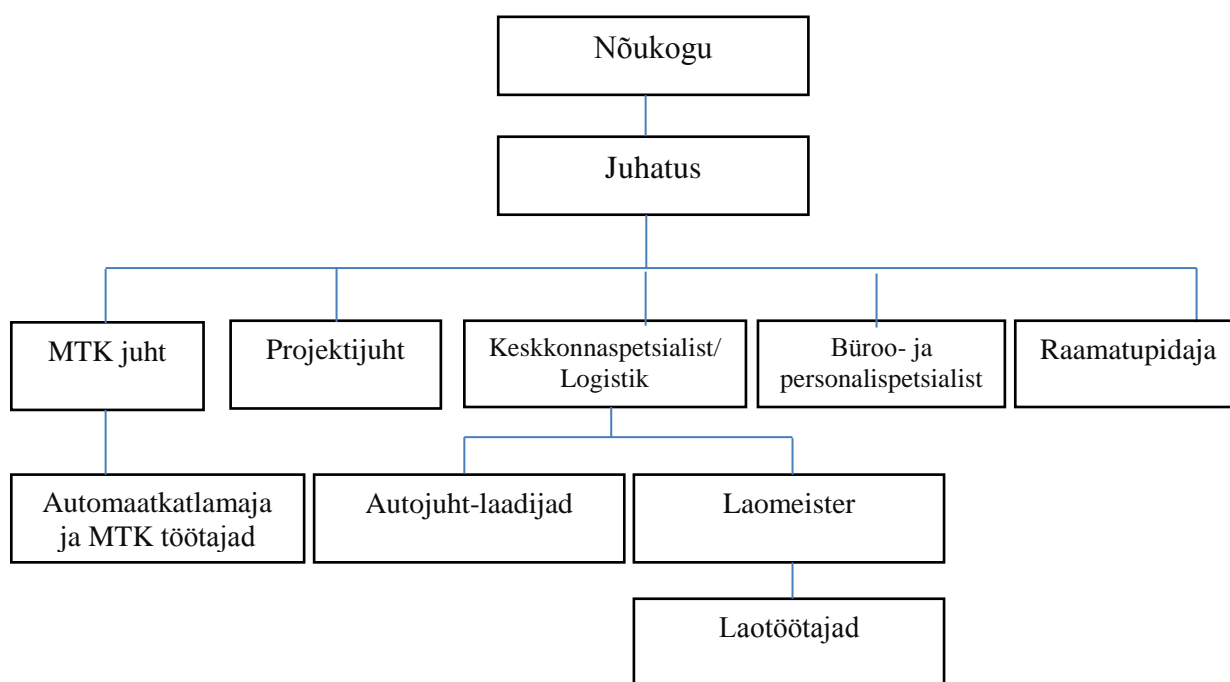 Nõukogu
Juhatus
MTK juht
Projektijuht
Keskkonnaspetsialist/
Logistik
Büroo- ja
personalispetsialist
Raamatupidaja
Automaatkatlamaja
ja MTK töötajad
Autojuht-laadijad
Laomeister
Laotöötajad